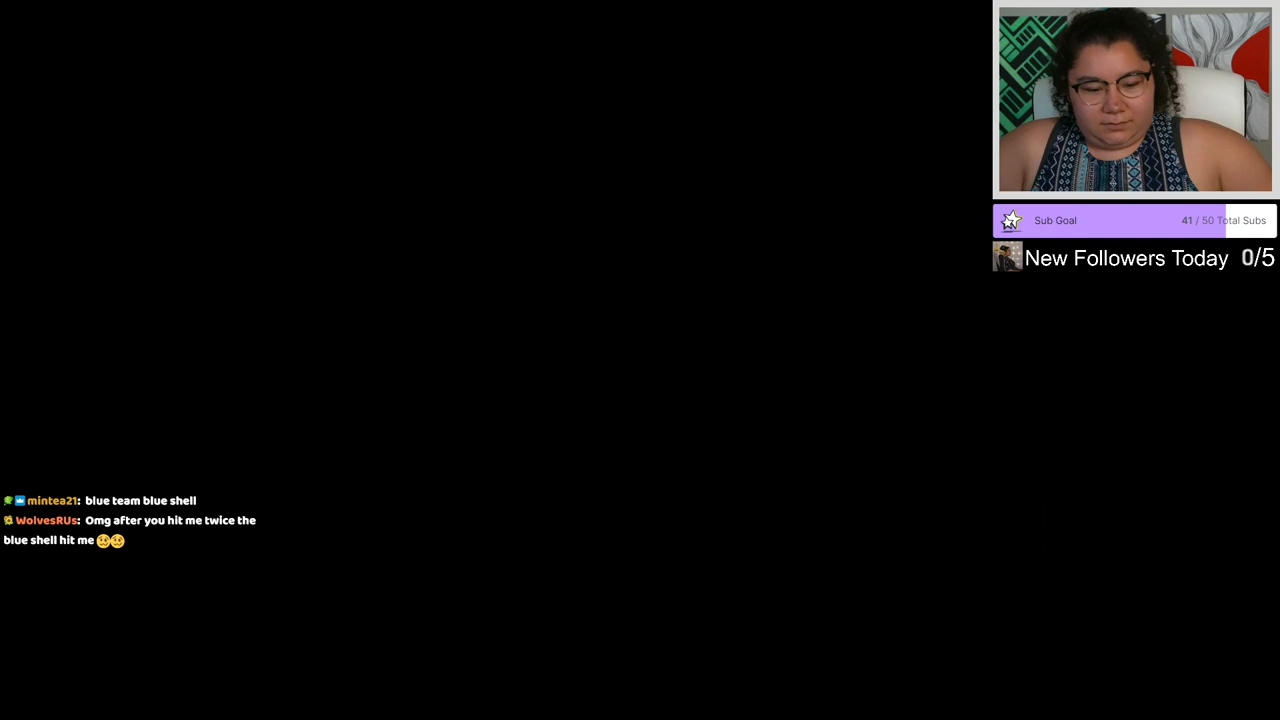 Sub Goal 41 / 50 Total Subs
New Followers Today 0/5
mintea21: blue team blue shell
WolvesRUs: Omg after you hit me twice the
blue shell hit me